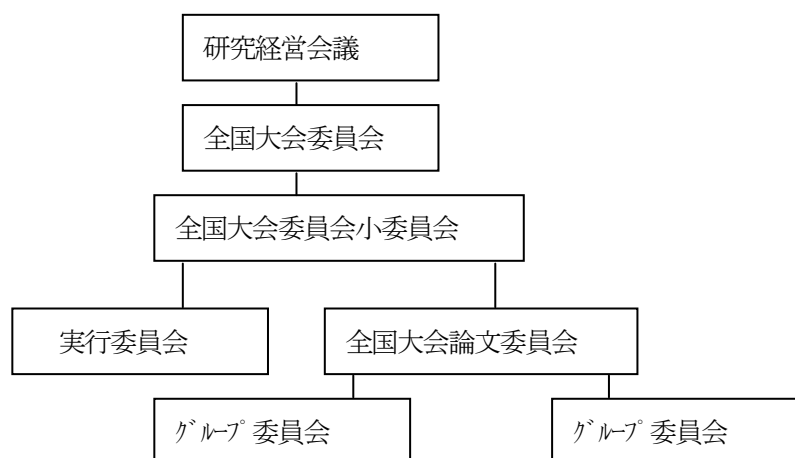 研究経営会議
全国大会委員会
全国大会委員会小委員会
実行委員会
全国大会論文委員会
ｸﾞﾙｰﾌﾟ委員会
ｸﾞﾙｰﾌﾟ委員会